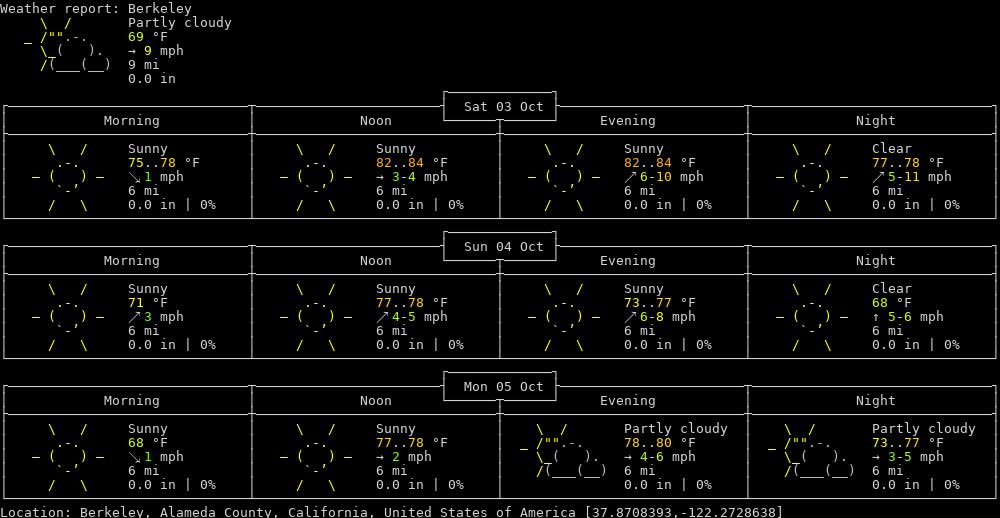 Weather report: Berkeley
Partly cloudy
69 °F
→ 9 mph
9 mi
0.0 in
Sat 03 Oct
Morning Noon Evening Night
Sunny Sunny Sunny Clear
75..78 °F 82..84 °F 82..84 °F 77..78 °F
↘ 1 mph → 3-4 mph ↗ 6-10 mph ↗ 5-11 mph
6 mi 6 mi 6 mi 6 mi
0.0 in | 0% 0.0 in | 0% 0.0 in | 0% 0.0 in | 0%
Sun 04 Oct
Morning Noon Evening Night
Sunny Sunny Sunny Clear
71 °F 77..78 °F 73..77 °F 68 °F
↗ 3 mph ↗ 4-5 mph ↗ 6-8 mph ↑ 5-6 mph
6 mi 6 mi 6 mi 6 mi
0.0 in | 0% 0.0 in | 0% 0.0 in | 0% 0.0 in | 0%
Mon 05 Oct
Morning Noon Evening Night
Sunny Sunny Partly cloudy Partly cloudy
68 °F 77..78 °F 78..80 °F 73..77 °F
↘ 1 mph → 2 mph → 4-6 mph → 3-5 mph
6 mi 6 mi 6 mi 6 mi
0.0 in | 0% 0.0 in | 0% 0.0 in | 0% 0.0 in | 0%
Location: Berkeley, Alameda County, California, United States of America [37.8708393,-122.2728638]